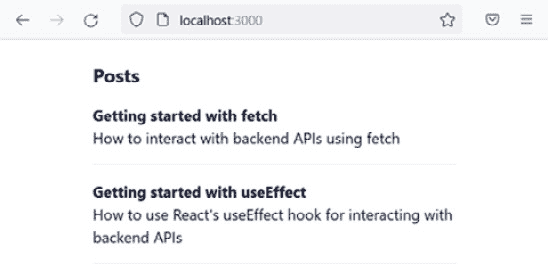 localhost:3000
Posts
Getting started with fetch
How to interact with backend APIs using fetch
Getting started with useEffect
How to use React's useEffect hook for interacting with
backend APIs